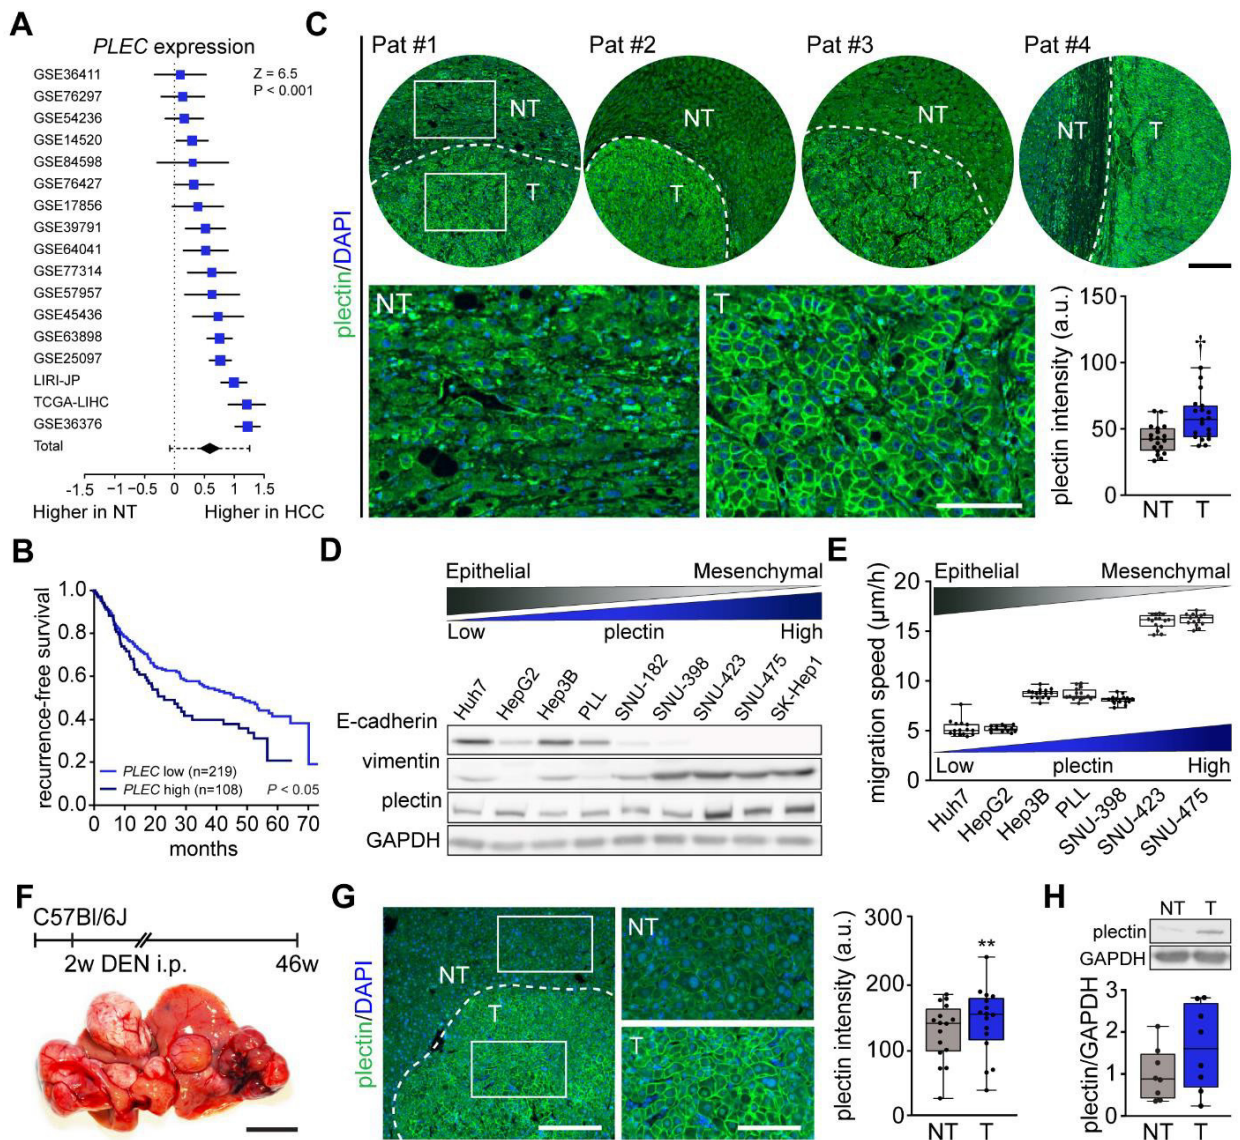 A
PLEC expression
GSE36411
GSE76297
GSE54236
GSE14520
GSE84598
GSE76427
GSE17856
GSE39791
GSE64041
GSE77314
GSE57957
GSE45436
GSE63898
GSE25097
LIRI-JP
TCGA-LIHC
GSE36376
Total
Z = 6.5
P < 0.001
-1.5 −1 −0.5 0 0.5 1 1.5
Higher in NT Higher in HCC
C
Pat #1 Pat #2 Pat #3 Pat #4
NT
T
NT
T
NT
T
NT
T
plectin/DAPI
NT
T
plectin intensity (a.u.)
150
100
50
0
†
NT T
B
recurrence-free survival
1.0
0.8
0.6
0.4
0.2
0.0
PLEC low (n=219)
PLEC high (n=108)
P < 0.05
0 10 20 30 40 50 60 70
months
D
Epithelial Mesenchymal
Low plectin High
Huh7 HepG2 Hep3B PLL SNU-182 SNU-398 SNU-423 SNU-475 SK-Hep1
E-cadherin
vimentin
plectin
GAPDH
E
migration speed (µm/h)
20
15
10
5
0
Epithelial Mesenchymal
Low plectin High
Huh7 HepG2 Hep3B PLL SNU-398 SNU-423 SNU-475
F
C57Bl/6J
2w DEN i.p. 46w
G
plectin/DAPI
NT
T
NT
T
plectin intensity (a.u.)
300
200
100
0
**
NT T
H
NT T
plectin
GAPDH
plectin/GAPDH
3
2
1
0
NT T